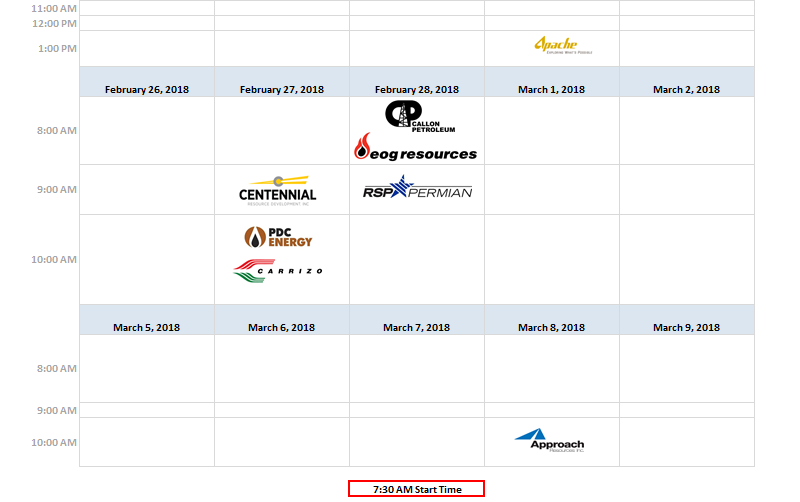 11:00 AM
12:00 PM
1:00 PM
Apache
EXPLORING WHAT'S POSSIBLE
February 26, 2018 February 27, 2018 February 28, 2018 March 1, 2018 March 2, 2018
8:00 AM
CP
CALLON
PETROLEUM
eog resources
9:00 AM
CENTENNIAL
RESOURCE DEVELOPMENT INC
RSP PERMIAN
10:00 AM
PDC
ENERGY
CARRIZO
March 5, 2018 March 6, 2018 March 7, 2018 March 8, 2018 March 9, 2018
8:00 AM
9:00 AM
10:00 AM
Approach
Resources Inc.
7:30 AM Start Time